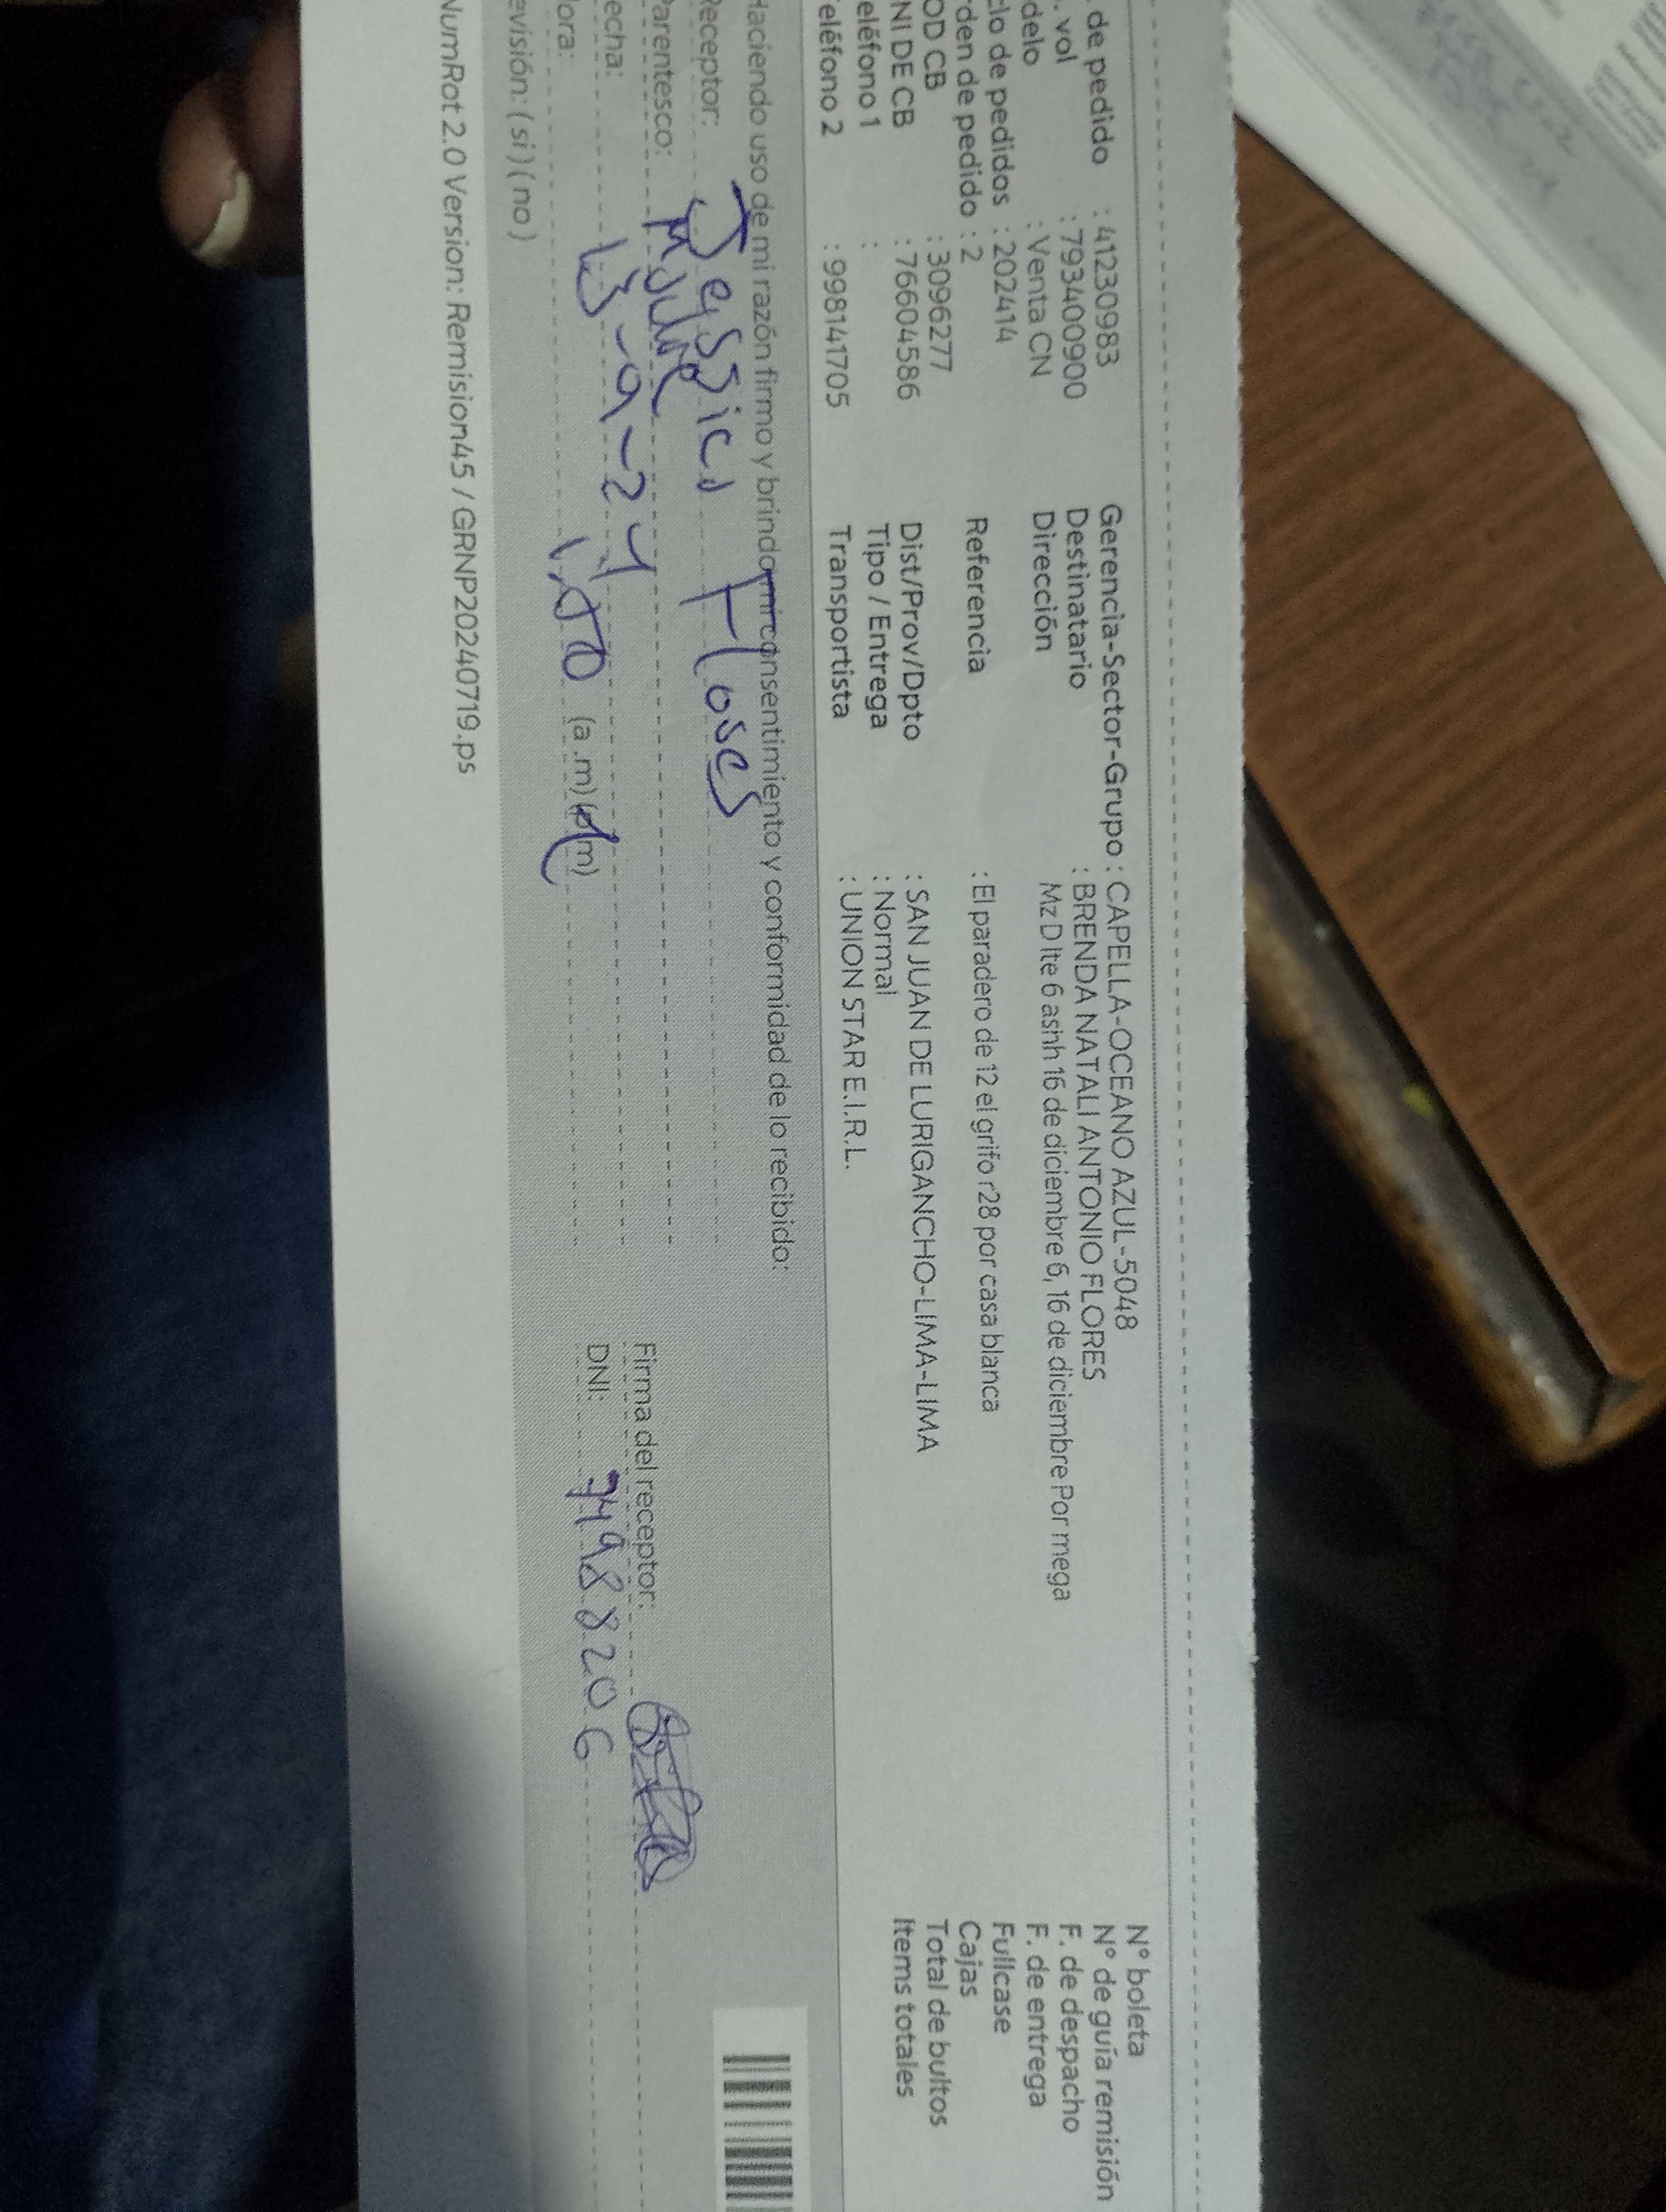 . de pedido : 41230983
. vol : 793400900
delo : Venta CN
clo de pedidos : 202414
rden de pedido : 2
OD CB : 3096277
NI DE CB : 76604586
eléfono 1 :
eléfono 2 : 998141705
Gerencia-Sector-Grupo : CAPELLA-OCEANO AZUL-5048
Destinatario : BRENDA NATALI ANTONIO FLORES
Dirección Mz D lte 6 ashh 16 de diciembre 6, 16 de diciembre Por mega
Referencia : El paradero de 12 el grifo r28 por casa blanca
Dist/Prov/Dpto : SAN JUAN DE LURIGANCHO-LIMA-LIMA
Tipo / Entrega : Normal
Transportista : UNION STAR E.I.R.L.
N° boleta
N° de guía remisión
F. de despacho
F. de entrega
Fullcase
Cajas
Total de bultos
Items totales
Haciendo uso de mi razón firmo y brindo mi consentimiento y conformidad de lo recibido:
Receptor: Jessica Flores
Parentesco:
echa: 13-9-24
Hora: (a.m) (p.m)
evisión: ( si ) ( no )
Firma del receptor:
DNI: 74988206
NumRot 2.0 Version: Remision45 / GRNP20240719.ps